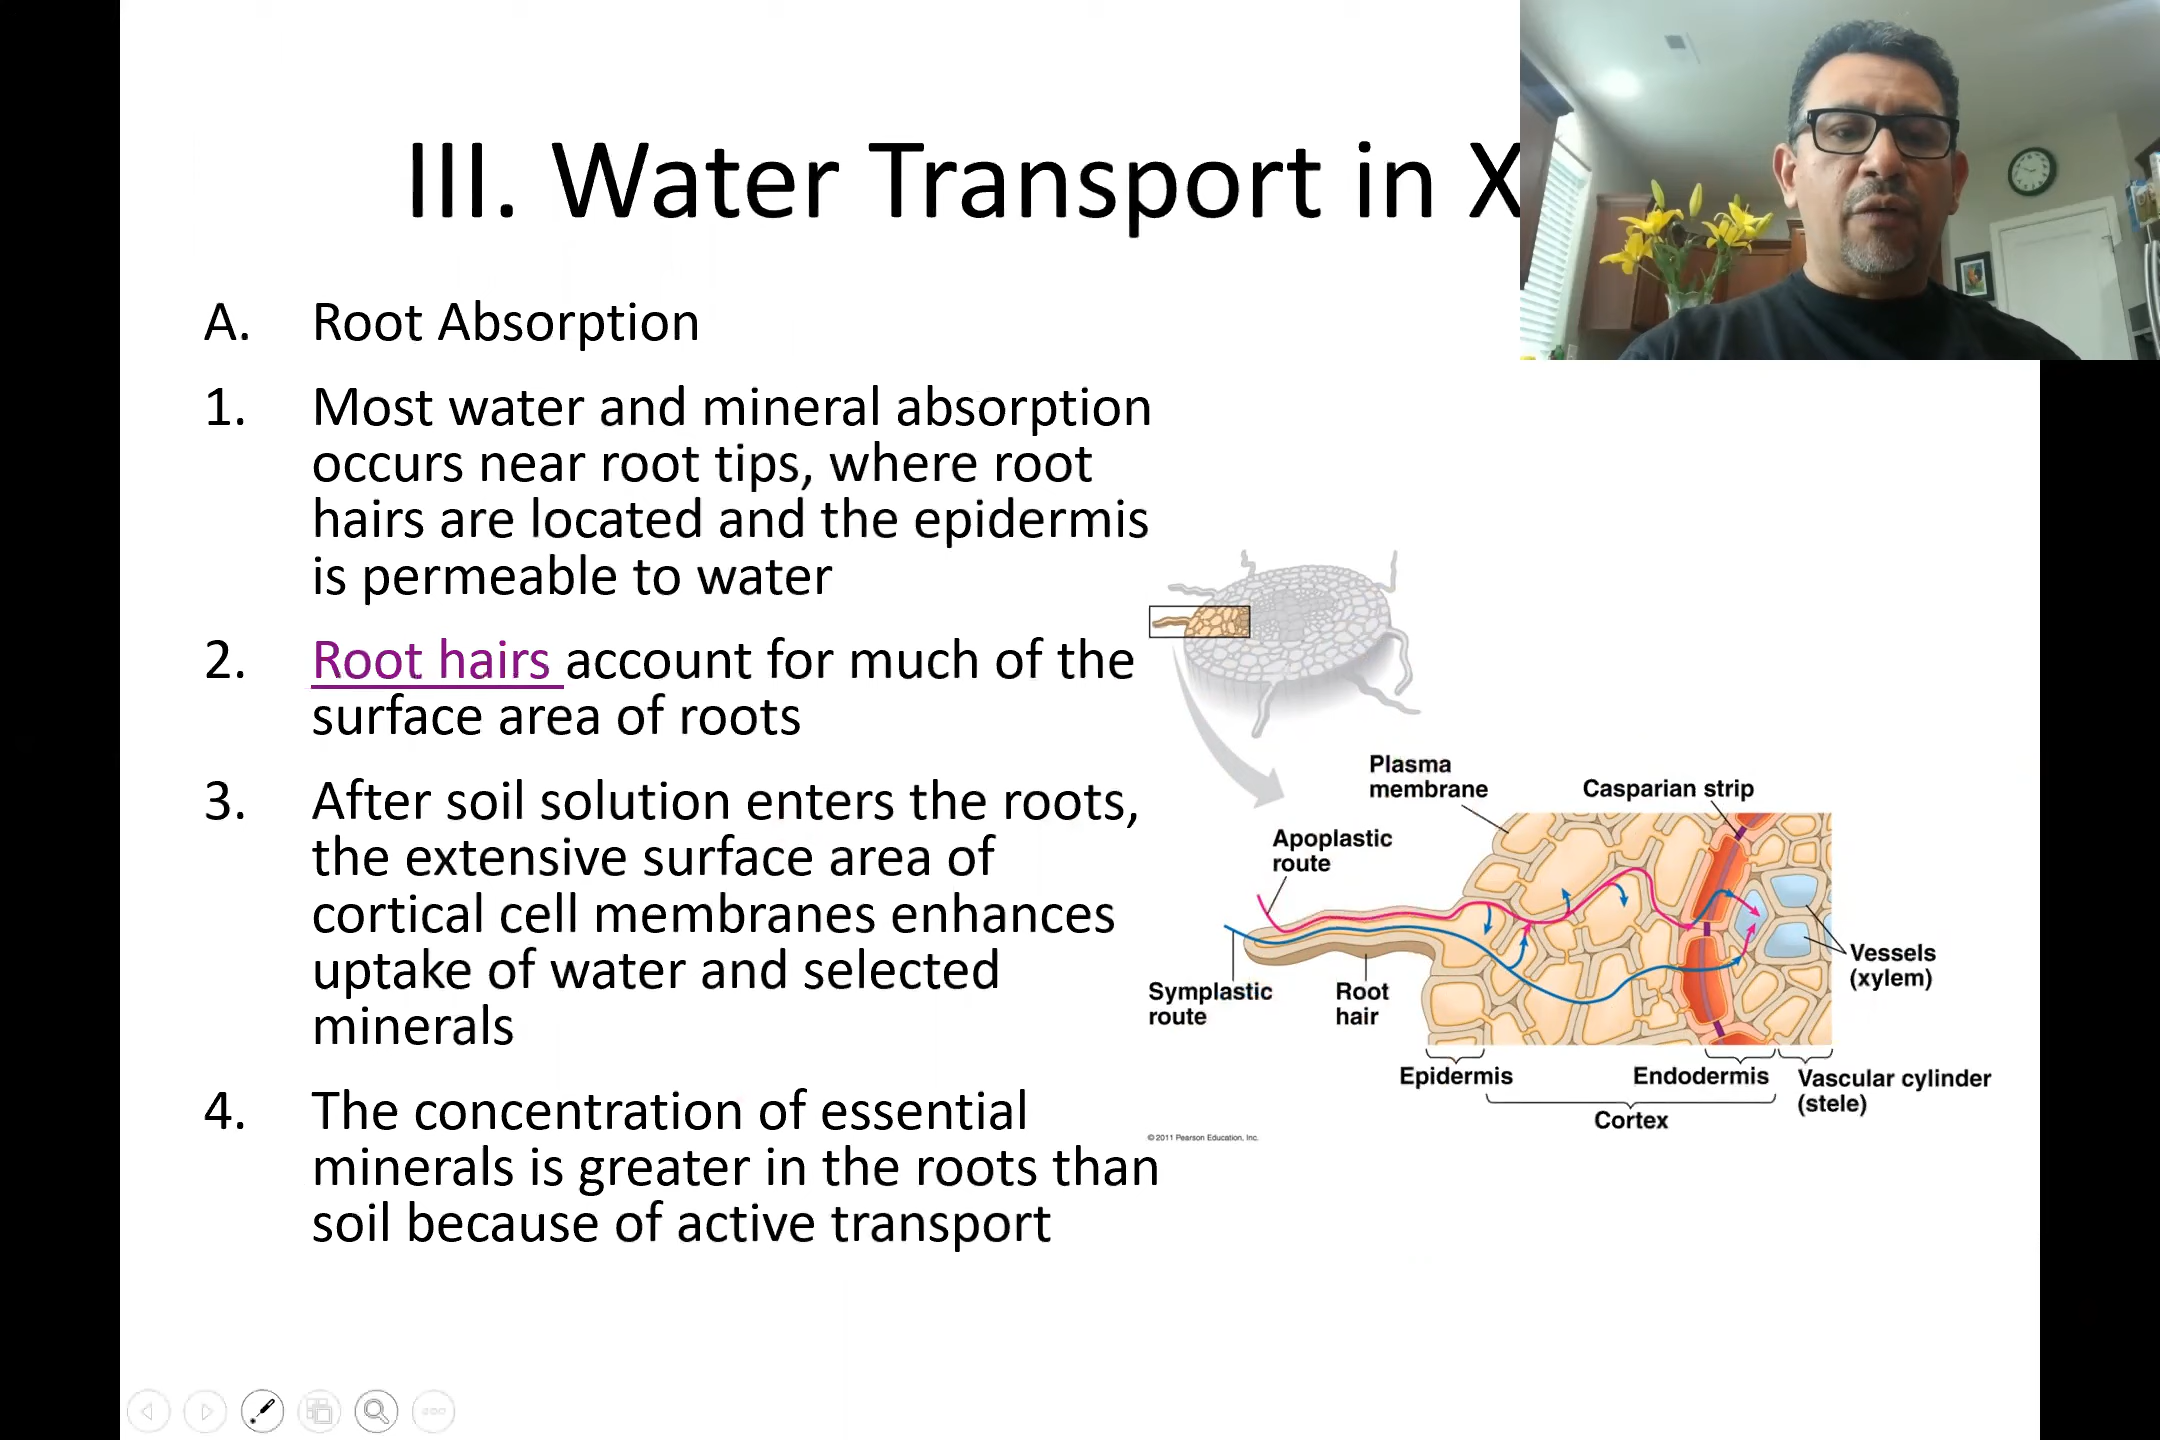 III. Water Transport in X
A. Root Absorption
1. Most water and mineral absorption
occurs near root tips, where root
hairs are located and the epidermis
is permeable to water
2. Root hairs account for much of the
surface area of roots
3. After soil solution enters the roots,
the extensive surface area of
cortical cell membranes enhances
uptake of water and selected
minerals
4. The concentration of essential
minerals is greater in the roots than
soil because of active transport
Plasma
membrane
Casparian strip
Apoplastic
route
Symplastic
route
Root
hair
Vessels
(xylem)
Epidermis
Endodermis
Vascular cylinder
(stele)
Cortex
© 2011 Pearson Education, Inc.